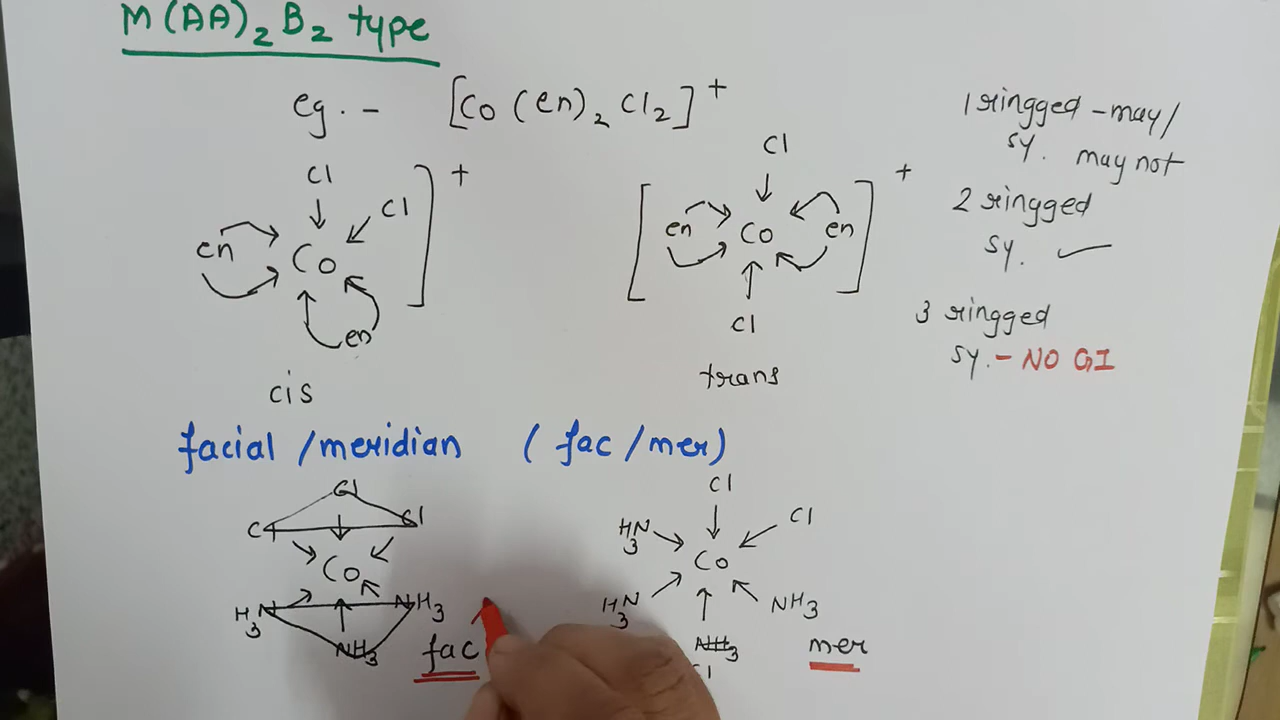 M(AA)₂B₂ type
eg. - [Co(en)₂Cl₂]⁺
1 ringged - may/
sy. may not
2 ringged
sy. ✓
3 ringged
sy. - NO GI
Cl
Cl
en
Co
en
]⁺
cis
Cl
[en Co en]⁺
Cl
trans
facial /meridian (fac/mer)
Cl
Cl Cl
Co
H₃N NH₃
NH₃
fac
Cl
H₃N Cl
Co
H₃N NH₃
Cl
mer